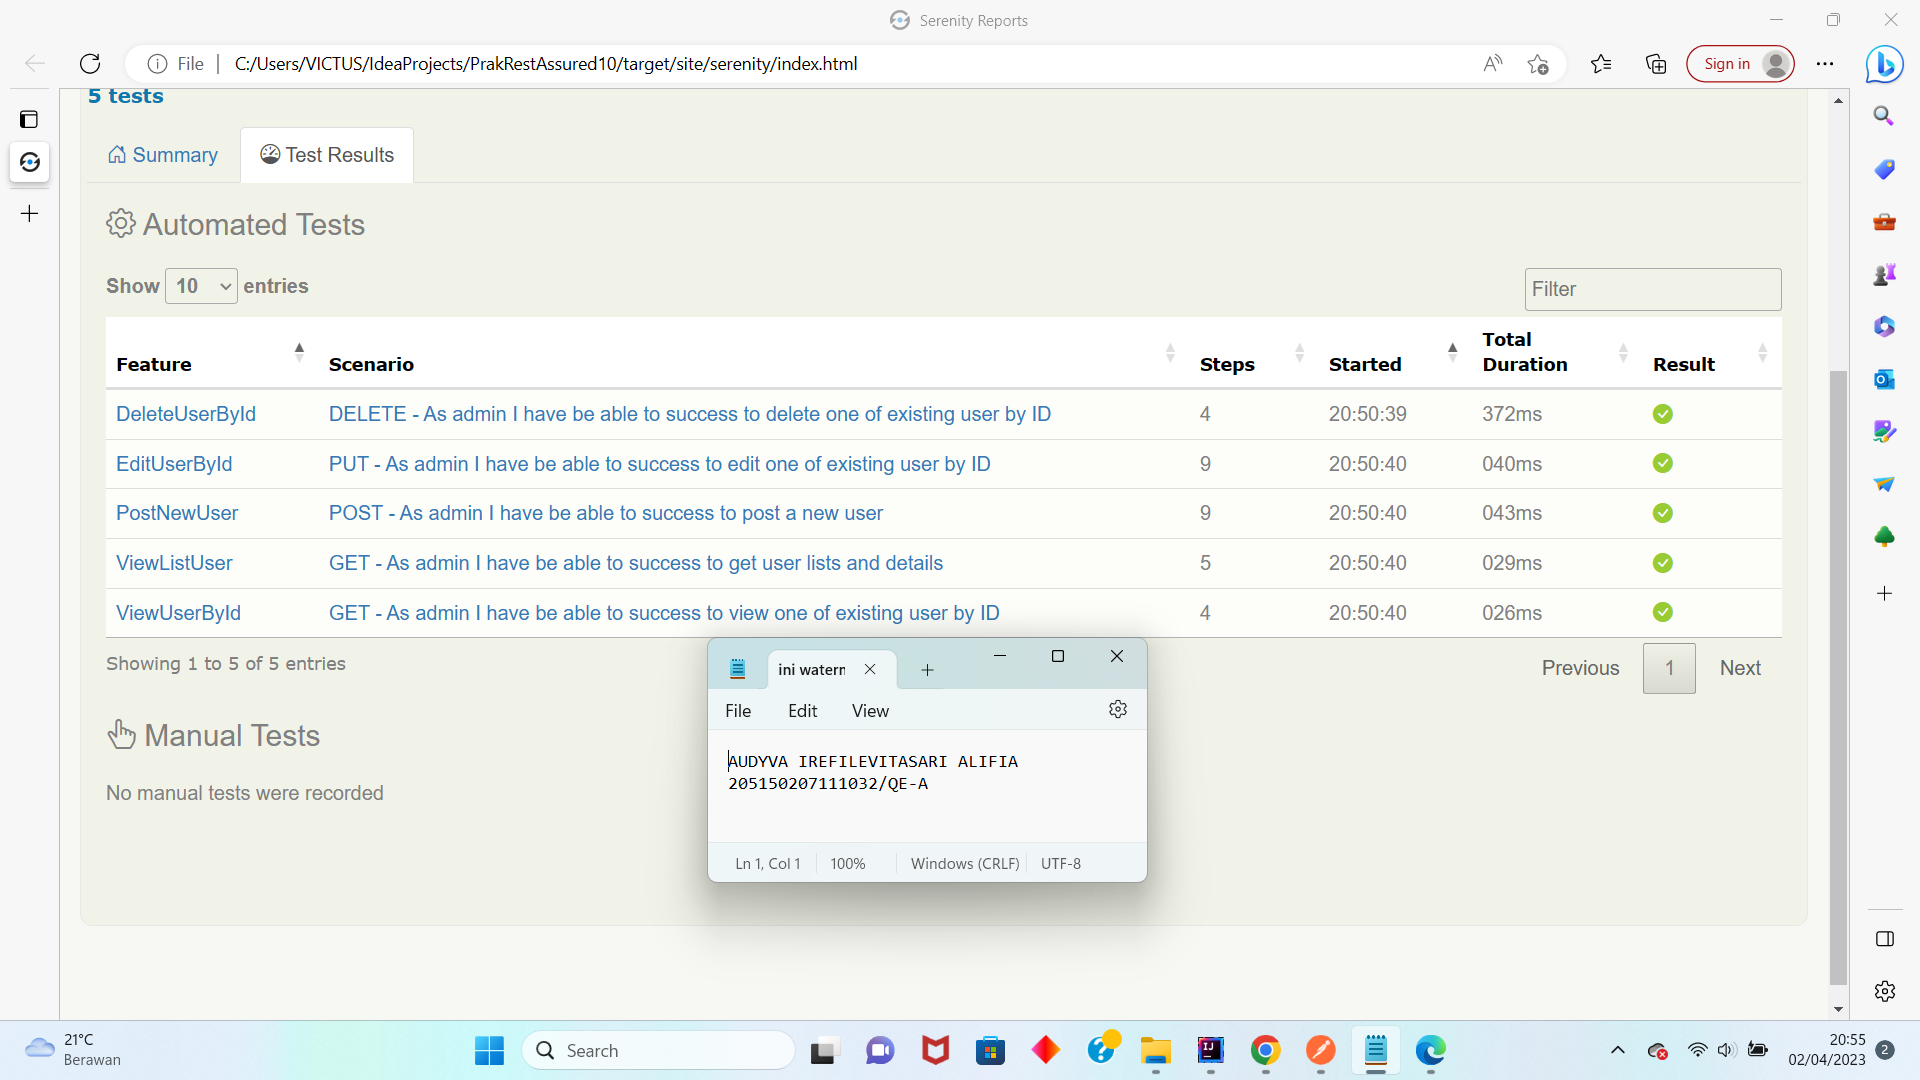 Serenity Reports
File
C:/Users/VICTUS/IdeaProjects/PrakRestAssured10/target/site/serenity/index.html
Sign in
5 tests
Summary
Test Results
Automated Tests
Show 10 entries
Filter
Feature Scenario Steps Started Total Duration Result
DeleteUserById DELETE - As admin I have be able to success to delete one of existing user by ID 4 20:50:39 372ms
EditUserById PUT - As admin I have be able to success to edit one of existing user by ID 9 20:50:40 040ms
PostNewUser POST - As admin I have be able to success to post a new user 9 20:50:40 043ms
ViewListUser GET - As admin I have be able to success to get user lists and details 5 20:50:40 029ms
ViewUserById GET - As admin I have be able to success to view one of existing user by ID 4 20:50:40 026ms
Showing 1 to 5 of 5 entries
Previous 1 Next
ini watern
File Edit View
AUDYVA IREFILEVITASARI ALIFIA
205150207111032/QE-A
Ln 1, Col 1 100% Windows (CRLF) UTF-8
Manual Tests
No manual tests were recorded
21°C
Berawan
Search
20:55
02/04/2023
2